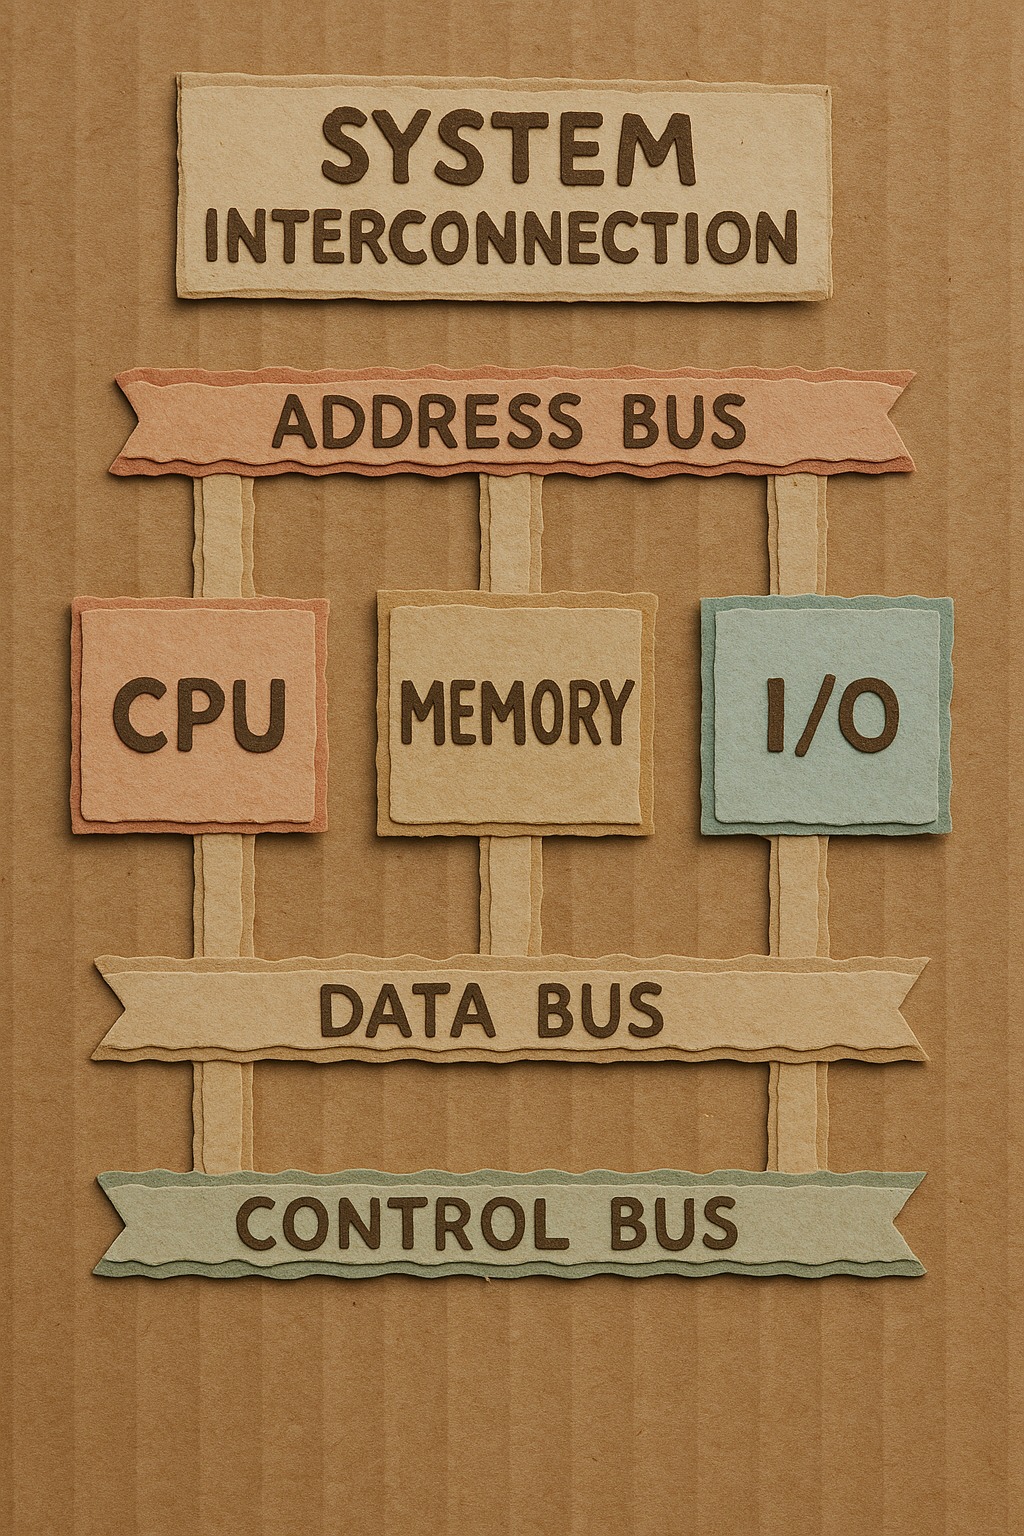 SYSTEM
INTERCONNECTION
ADDRESS BUS
CPU
MEMORY
I/O
DATA BUS
CONTROL BUS